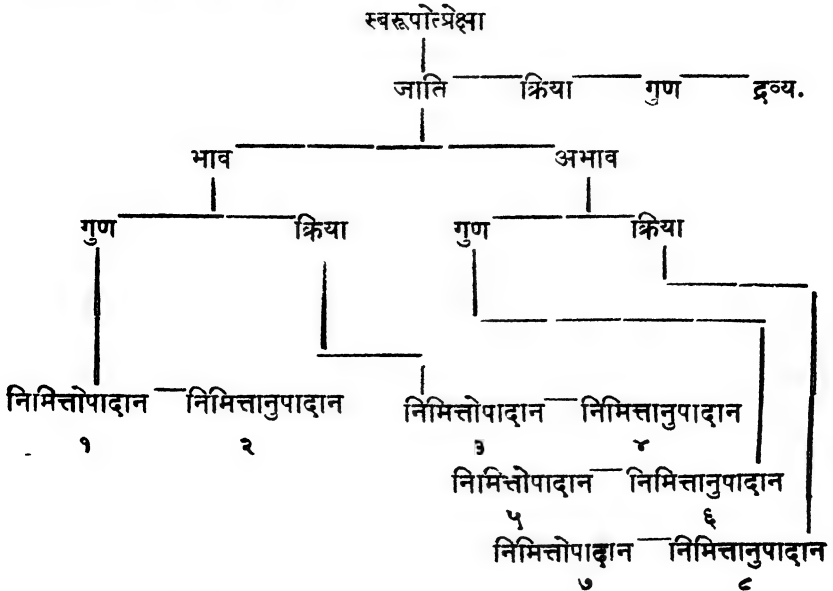 स्वरूपोत्प्रेक्षा
जाति क्रिया गुण द्रव्य.
भाव अभाव
गुण क्रिया गुण क्रिया
निमित्तोपादान निमित्तानुपादान निमित्तोपादान निमित्तानुपादान
१ २ ३ ४
निमित्तोपादान निमित्तानुपादान
५ ६
निमित्तोपादान निमित्तानुपादान
७ ८